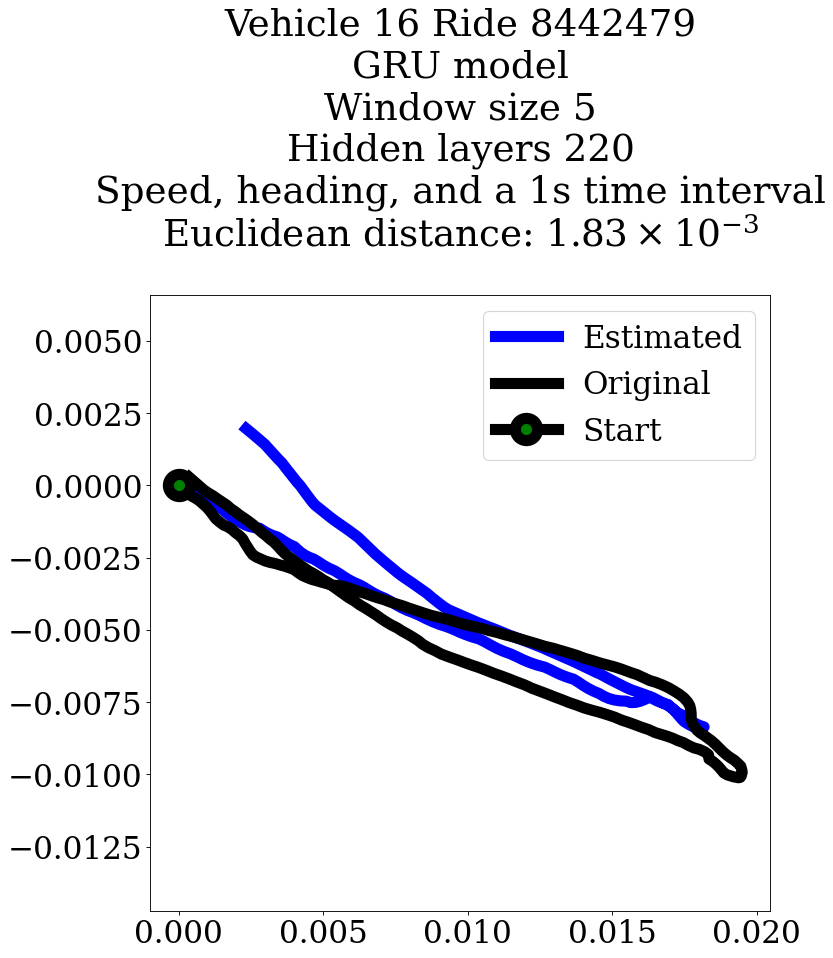 Vehicle 16 Ride 8442479
GRU model
Window size 5
Hidden layers 220
Speed, heading, and a 1s time interval
Euclidean distance: 1.83 × 10⁻³
Estimated
Original
Start
0.0050
0.0025
0.0000
−0.0025
−0.0050
−0.0075
−0.0100
−0.0125
0.000 0.005 0.010 0.015 0.020